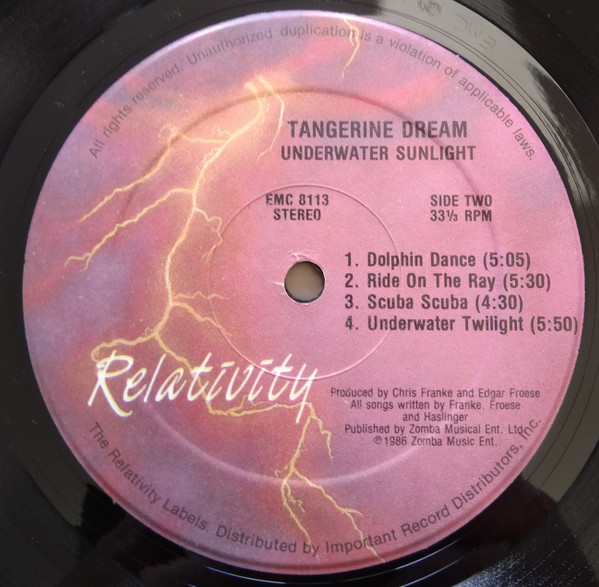 All rights reserved. Unauthorized duplication is a violation of applicable laws.
TANGERINE DREAM
UNDERWATER SUNLIGHT
EMC 8113
STEREO
SIDE TWO
33⅓ RPM
1. Dolphin Dance (5:05)
2. Ride On The Ray (5:30)
3. Scuba Scuba (4:30)
4. Underwater Twilight (5:50)
Relativity
Produced by Chris Franke and Edgar Froese
All songs written by Franke, Froese
and Haslinger
Published by Zomba Musical Ent. Ltd.
℗1986 Zomba Music Ent.
The Relativity Labels. Distributed by Important Record Distributors, Inc.